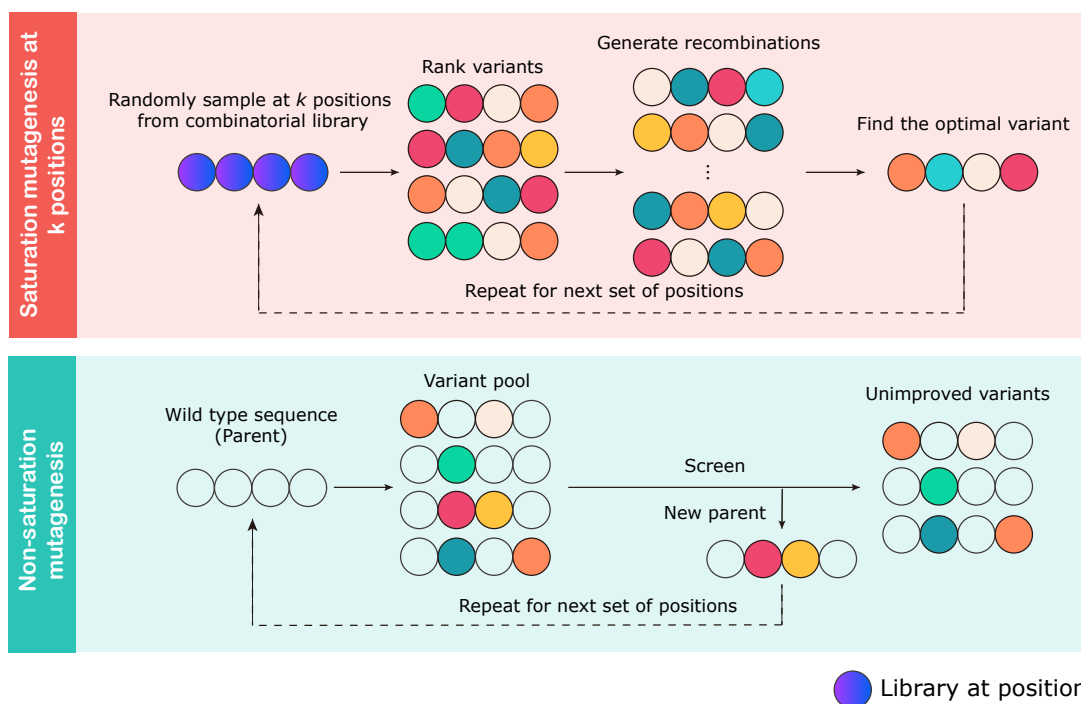 Saturation mutagenesis at
k positions
Randomly sample at k positions
from combinatorial library
Rank variants
Generate recombinations
...
Find the optimal variant
Repeat for next set of positions
Non-saturation
mutagenesis
Wild type sequence
(Parent)
Variant pool
Screen
New parent
Unimproved variants
Repeat for next set of positions
Library at position